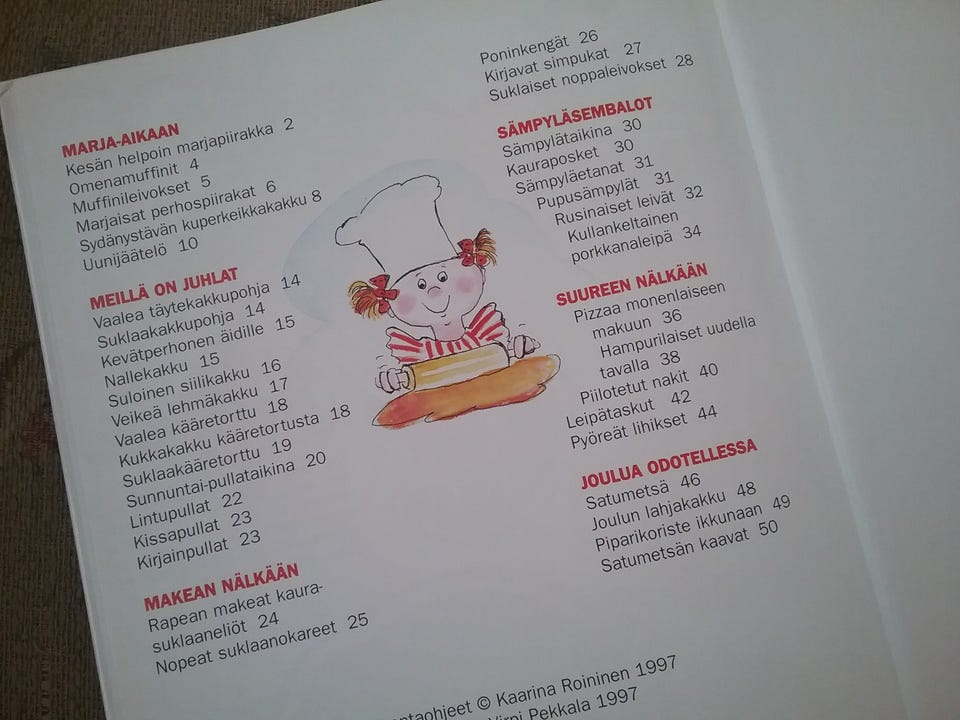 MARJA-AIKAAN
Kesän helpoin marjapiirakka 2
Omenamuffinit 4
Muffinileivokset 5
Marjaisat perhospiirakat 6
Sydänystävän kuperkeikkakakku 8
Uunijäätelö 10
MEILLÄ ON JUHLAT
Vaalea täytekakkupohja 14
Suklaakakkupohja 14
Kevätperhonen äidille 15
Nallekakku 15
Suloinen siilikakku 16
Veikeä lehmäkakku 17
Vaalea kääretorttu 18
Kukkakakku kääretortusta 18
Suklaakääretorttu 19
Sunnuntai-pullataikina 20
Lintupullat 22
Kissapullat 23
Kirjainpullat 23
MAKEAN NÄLKÄÄN
Rapean makeat kaura-
suklaaneliöt 24
Nopeat suklaanokareet 25
Poninkengät 26
Kirjavat simpukat 27
Suklaiset noppaleivokset 28
SÄMPYLÄSEMBALOT
Sämpylätaikina 30
Kauraposket 30
Sämpyläetanat 31
Pupusämpylät 31
Rusinaiset leivät 32
Kullankeltainen
porkkanaleipä 34
SUUREEN NÄLKÄÄN
Pizzaa monenlaiseen
makuun 36
Hampurilaiset uudella
tavalla 38
Piilotetut nakit 40
Leipätaskut 42
Pyöreät lihikset 44
JOULUA ODOTELLESSA
Satumetsä 46
Joulun lahjakakku 48
Piparikoriste ikkunaan 49
Satumetsän kaavat 50
© Kaarina Roininen 1997
Pekkala 1997